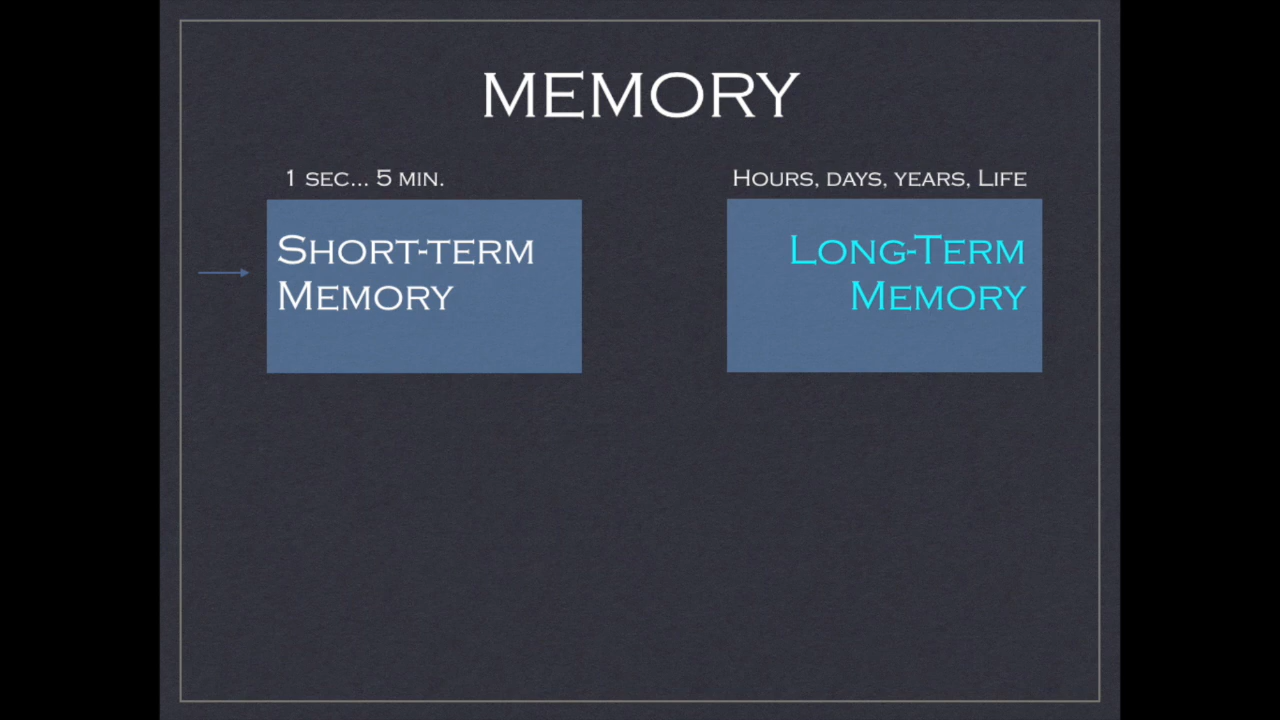 MEMORY
1 SEC... 5 MIN.
HOURS, DAYS, YEARS, LIFE
SHORT-TERM
MEMORY
LONG-TERM
MEMORY